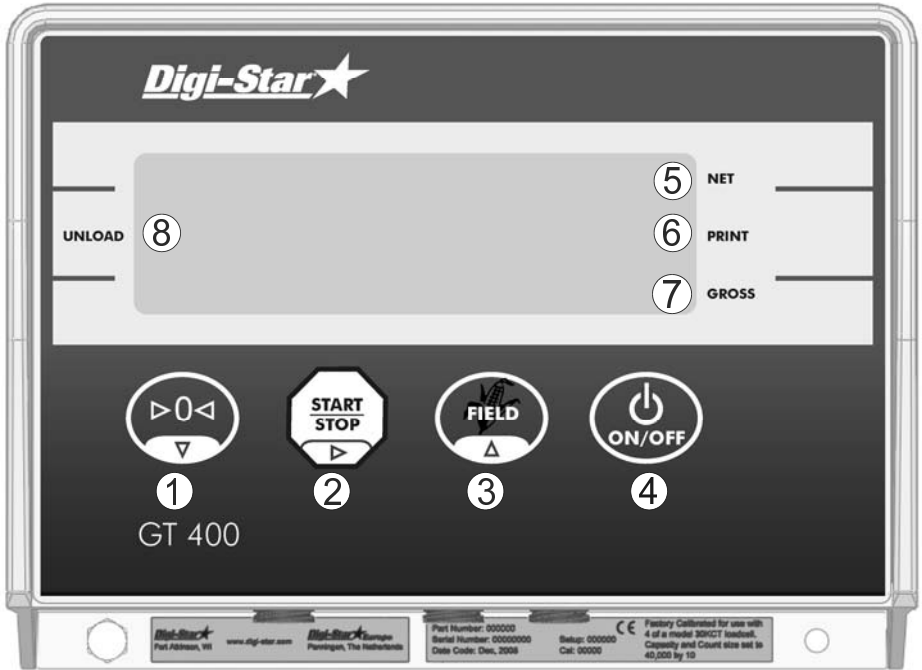 Digi-Star
5 NET
UNLOAD 8
6 PRINT
7 GROSS
0
START
STOP
FIELD
ON/OFF
1 2 3 4
GT 400
Digi-Star
Fort Atkinson, WI
www.digi-star.com
Digi-Star Europe
Panningen, The Netherlands
Part Number: 000000
Serial Number: 00000000
Date Code: Dec, 2008
Setup: 000000
Cal: 00000
CE
Factory Calibrated for use with
4 of a model 30KCT loadcell.
Capacity and Count size set to
40,000 by 10